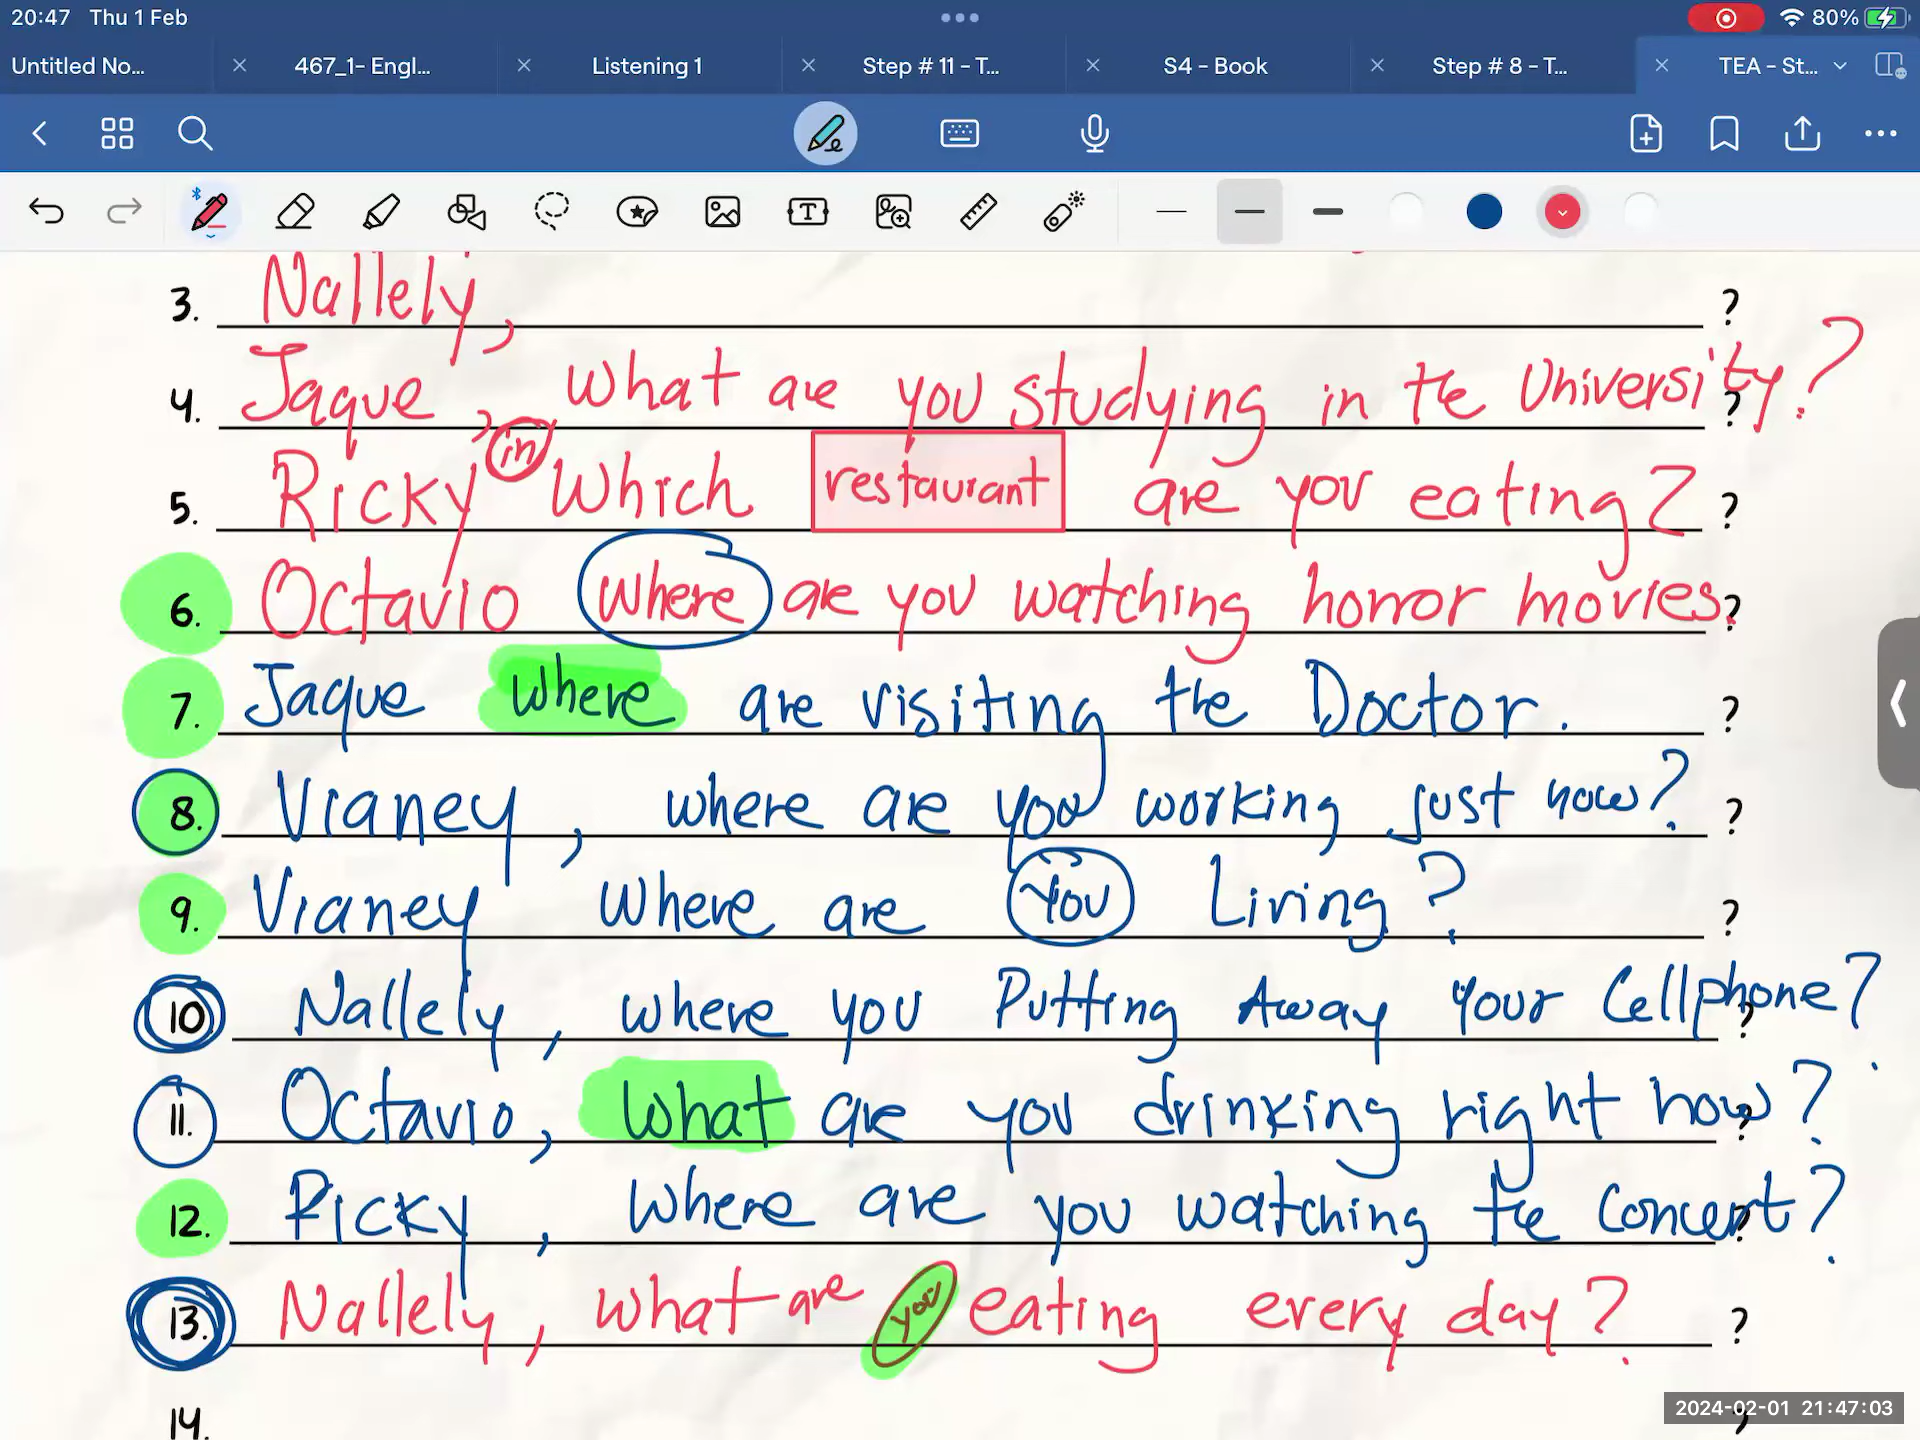 20:47 Thu 1 Feb 80%
Untitled No... 467_1- Engl... Listening 1 Step # 11 - T... S4 - Book Step # 8 - T... TEA - St...
3. Nallely, ?
4. Jaque, What are you studying in the University? ?
5. Ricky in Which restaurant are you eating? ?
6. Octavio where are you watching horror movies. ?
7. Jaque where are visiting the Doctor. ?
8. Vianey, where are you working just now? ?
9. Vianey where are you Living? ?
10. Nallely, where you Putting Away your Cellphone? ?
11. Octavio, what are you drinking right now? ?
12. Ricky, where are you watching the Concert? ?
13. Nallely, what are you eating every day? ?
14. ?
2024-02-01 21:47:03